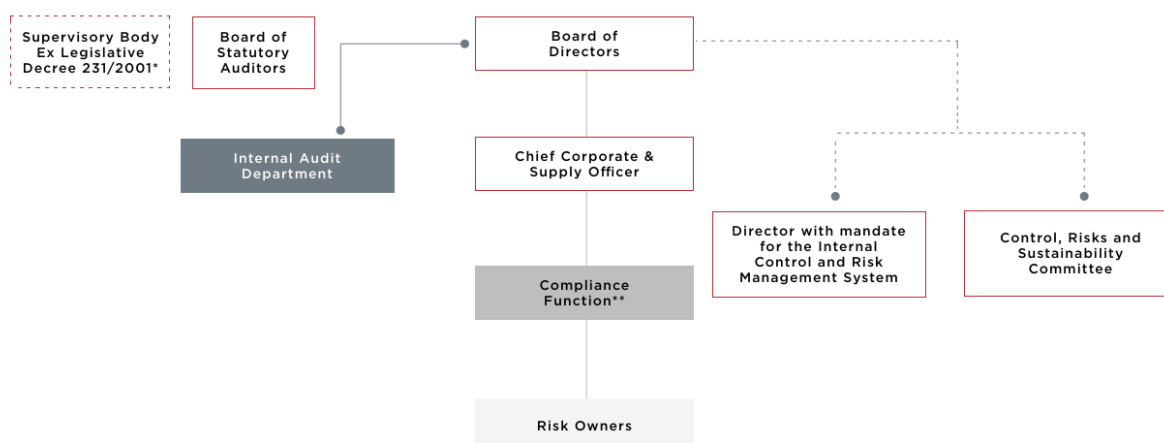 Supervisory Body
Ex Legislative
Decree 231/2001*
Board of
Statutory
Auditors
Board of
Directors
Internal Audit
Department
Chief Corporate &
Supply Officer
Director with mandate
for the Internal
Control and Risk
Management System
Control, Risks and
Sustainability
Committee
Compliance
Function**
Risk Owners